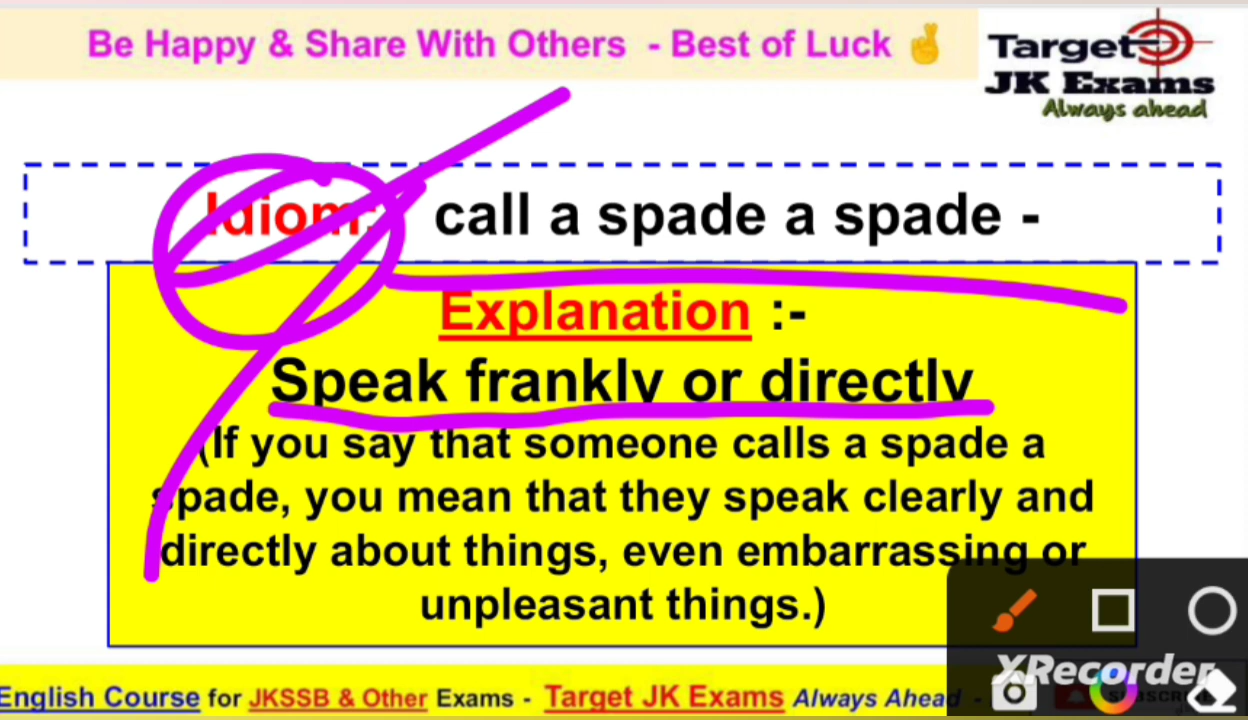 Be Happy & Share With Others - Best of Luck ✌
Target
JK Exams
Always ahead
Idiom: call a spade a spade -
Explanation :-
Speak frankly or directly
(If you say that someone calls a spade a
spade, you mean that they speak clearly and
directly about things, even embarrassing or
unpleasant things.)
English Course for JKSSB & Other Exams - Target JK Exams Always Ahead -
XRecorder